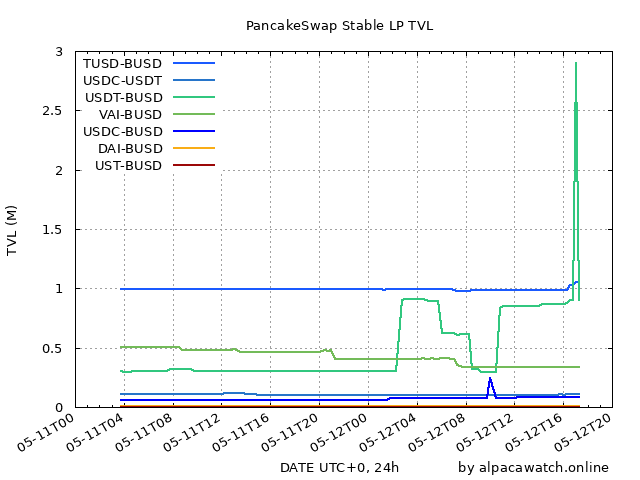 PancakeSwap Stable LP TVL
3
2.5
2
1.5
1
0.5
0
TVL (M)
TUSD-BUSD
USDC-USDT
USDT-BUSD
VAI-BUSD
USDC-BUSD
DAI-BUSD
UST-BUSD
05-11T00
05-11T04
05-11T08
05-11T12
05-11T16
05-11T20
05-12T00
05-12T04
05-12T08
05-12T12
05-12T16
05-12T20
DATE UTC+0, 24h
by alpacawatch.online